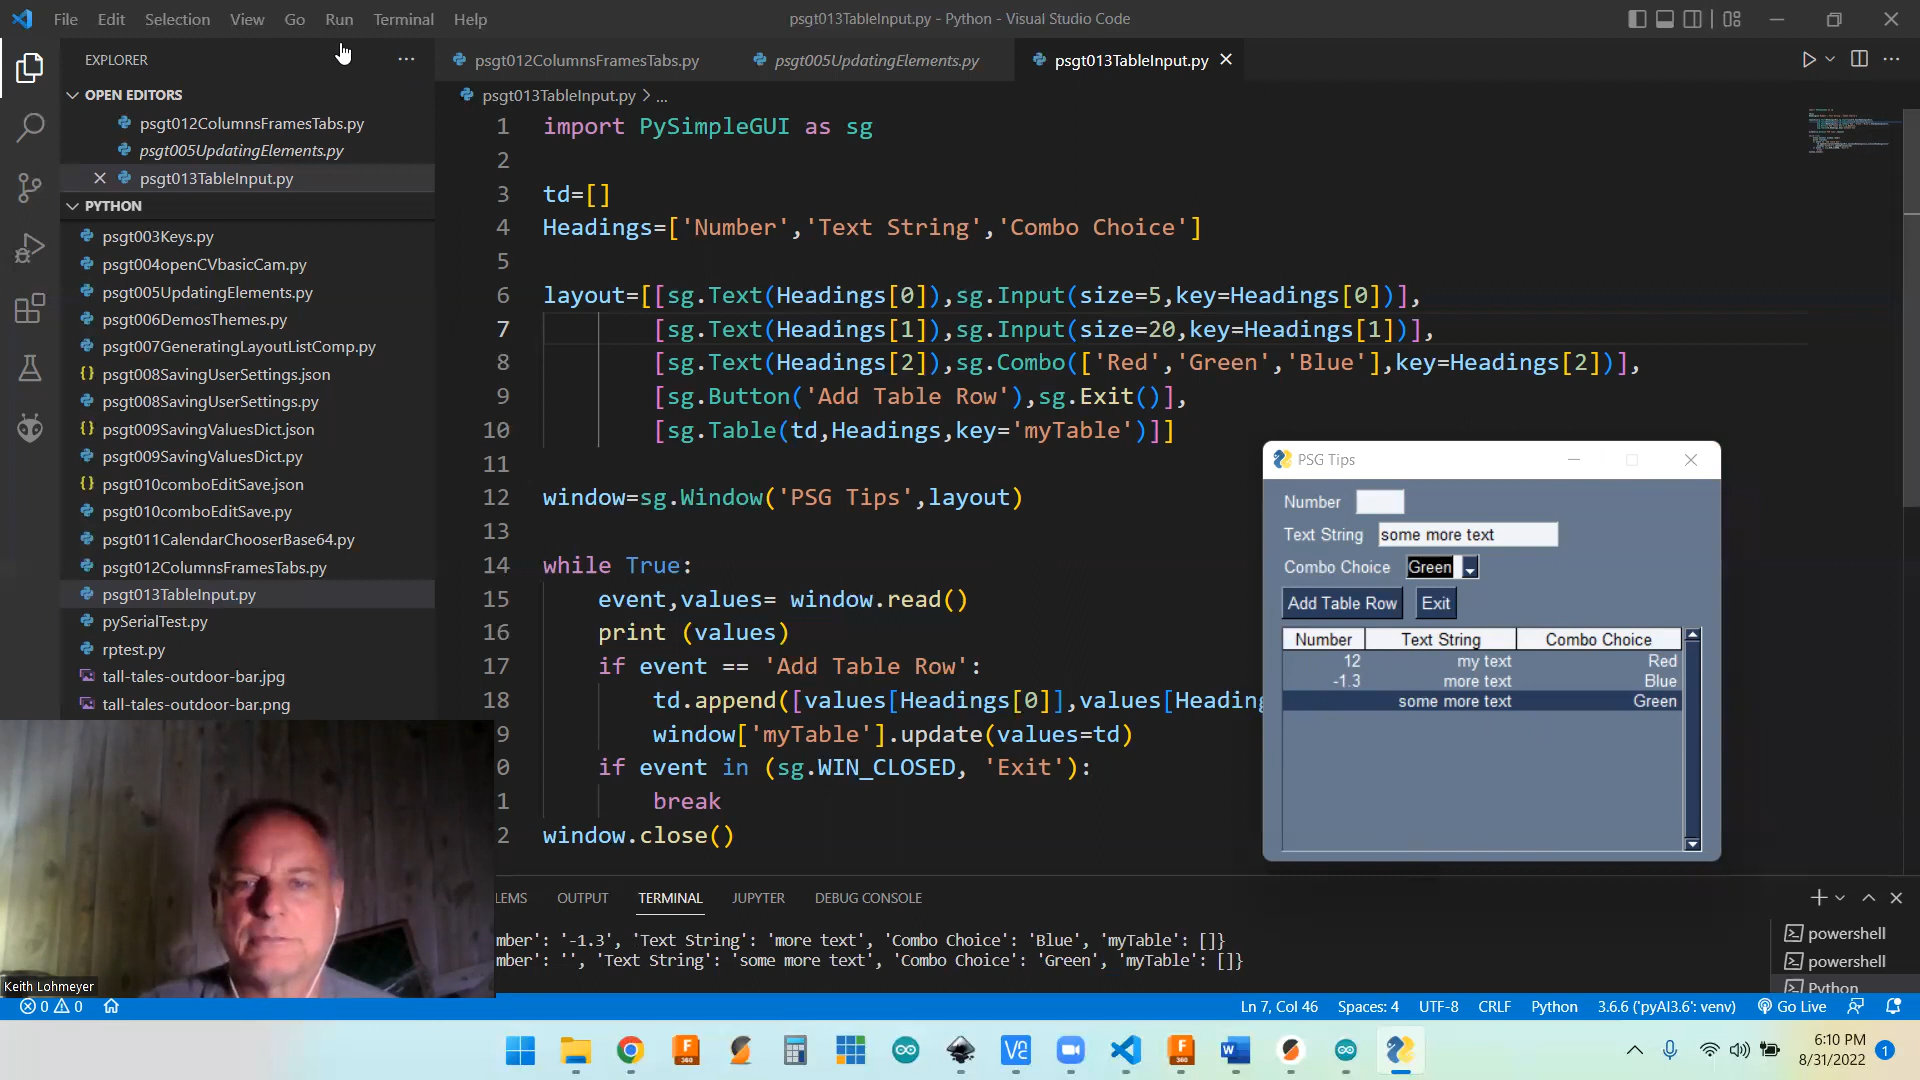 File Edit Selection View Go Run Terminal Help
psgt013TableInput.py - Python - Visual Studio Code
EXPLORER
OPEN EDITORS
psgt012ColumnsFramesTabs.py
psgt005UpdatingElements.py
psgt013TableInput.py
PYTHON
psgt003Keys.py
psgt004openCVbasicCam.py
psgt005UpdatingElements.py
psgt006DemosThemes.py
psgt007GeneratingLayoutListComp.py
psgt008SavingUserSettings.json
psgt008SavingUserSettings.py
psgt009SavingValuesDict.json
psgt009SavingValuesDict.py
psgt010comboEditSave.json
psgt010comboEditSave.py
psgt011CalendarChooserBase64.py
psgt012ColumnsFramesTabs.py
psgt013TableInput.py
pySerialTest.py
rptest.py
tall-tales-outdoor-bar.jpg
tall-tales-outdoor-bar.png
psgt012ColumnsFramesTabs.py psgt005UpdatingElements.py psgt013TableInput.py
psgt013TableInput.py > ...
1 import PySimpleGUI as sg
2
3 td=[]
4 Headings=['Number','Text String','Combo Choice']
5
6 layout=[[sg.Text(Headings[0]),sg.Input(size=5,key=Headings[0])],
7 [sg.Text(Headings[1]),sg.Input(size=20,key=Headings[1])],
8 [sg.Text(Headings[2]),sg.Combo(['Red','Green','Blue'],key=Headings[2])],
9 [sg.Button('Add Table Row'),sg.Exit()],
10 [sg.Table(td,Headings,key='myTable')]]
11
12 window=sg.Window('PSG Tips',layout)
13
14 while True:
15 event,values= window.read()
16 print (values)
17 if event == 'Add Table Row':
18 td.append([values[Headings[0]],values[Heading
9 window['myTable'].update(values=td)
0 if event in (sg.WIN_CLOSED, 'Exit'):
1 break
2 window.close()
PSG Tips
Number
Text String some more text
Combo Choice Green
Add Table Row Exit
Number Text String Combo Choice
12 my text Red
-1.3 more text Blue
some more text Green
LEMS OUTPUT TERMINAL JUPYTER DEBUG CONSOLE
mber': '-1.3', 'Text String': 'more text', 'Combo Choice': 'Blue', 'myTable': []}
mber': '', 'Text String': 'some more text', 'Combo Choice': 'Green', 'myTable': []}
powershell
powershell
Python
Keith Lohmeyer
0 0
Ln 7, Col 46 Spaces: 4 UTF-8 CRLF Python 3.6.6 ('pyAI3.6': venv) Go Live
6:10 PM
8/31/2022
1